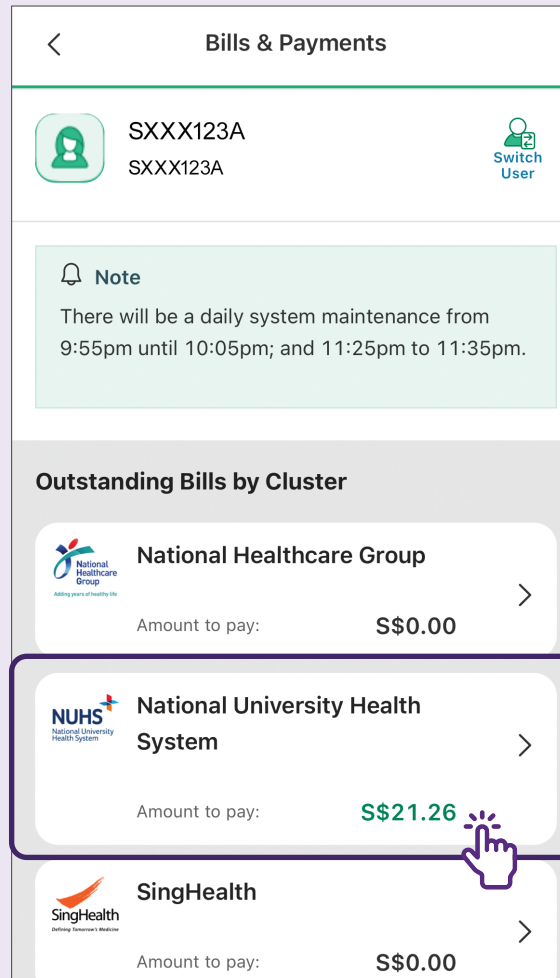 Bills & Payments
SXXX123A
SXXX123A
Switch
User
Note
There will be a daily system maintenance from
9:55pm until 10:05pm; and 11:25pm to 11:35pm.
Outstanding Bills by Cluster
National
Healthcare
Group
Adding years of healthy life
National Healthcare Group
Amount to pay:
S$0.00
NUHS
National University
Health System
National University Health
System
Amount to pay:
S$21.26
SingHealth
Defining Tomorrow's Medicine
SingHealth
Amount to pay:
S$0.00